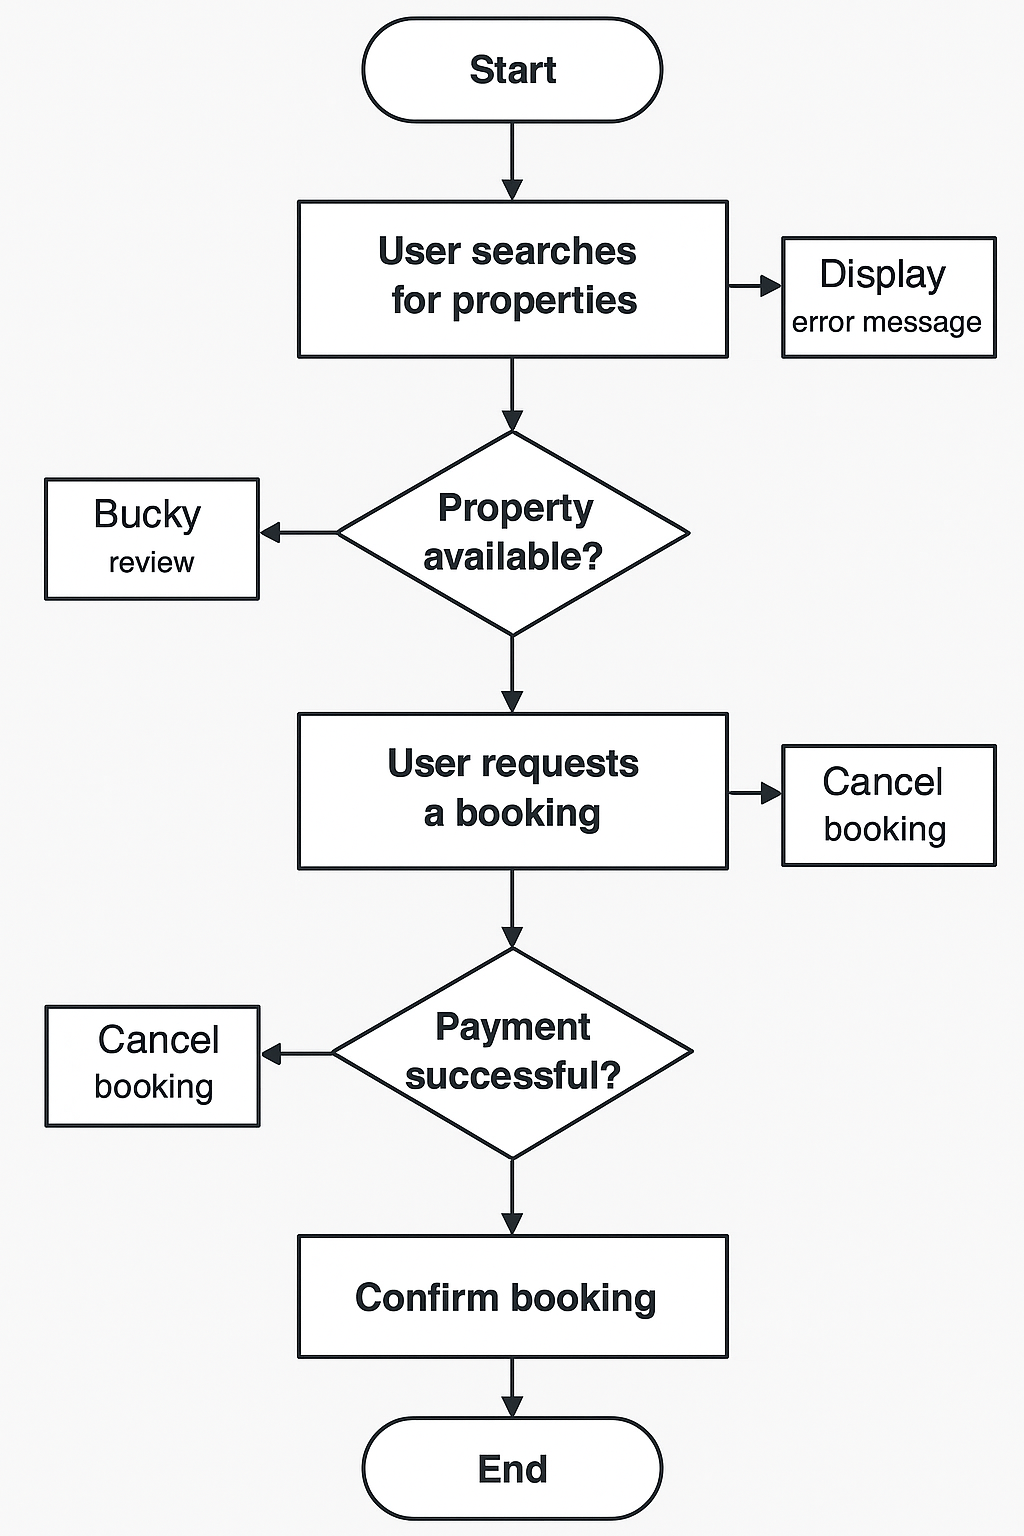 Start
User searches
for properties
Display
error message
Property
available?
Bucky
review
User requests
a booking
Cancel
booking
Payment
successful?
Cancel
booking
Confirm booking
End